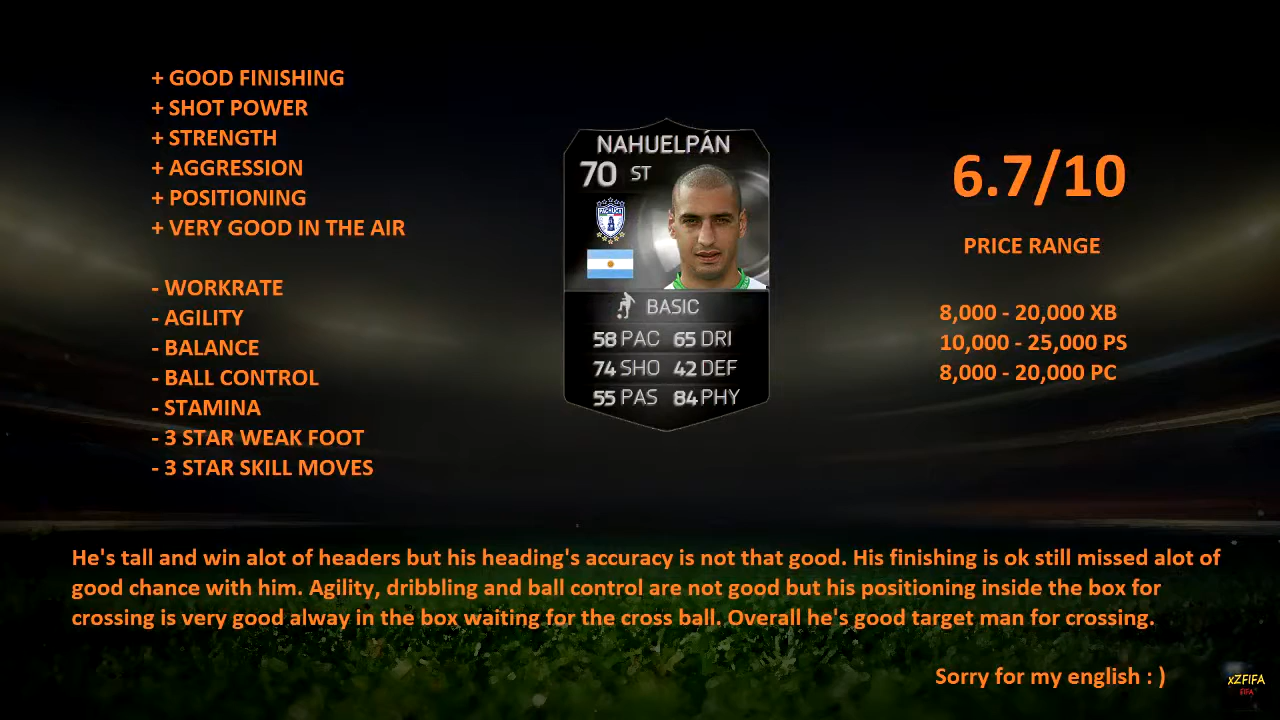 + GOOD FINISHING
+ SHOT POWER
+ STRENGTH
+ AGGRESSION
+ POSITIONING
+ VERY GOOD IN THE AIR
- WORKRATE
- AGILITY
- BALANCE
- BALL CONTROL
- STAMINA
- 3 STAR WEAK FOOT
- 3 STAR SKILL MOVES
NAHUELPÁN
70 ST
PACHUCA
BASIC
58 PAC 65 DRI
74 SHO 42 DEF
55 PAS 84 PHY
6.7/10
PRICE RANGE
8,000 - 20,000 XB
10,000 - 25,000 PS
8,000 - 20,000 PC
He's tall and win alot of headers but his heading's accuracy is not that good. His finishing is ok still missed alot of
good chance with him. Agility, dribbling and ball control are not good but his positioning inside the box for
crossing is very good alway in the box waiting for the cross ball. Overall he's good target man for crossing.
Sorry for my english : )
xZFIFA
FIFA